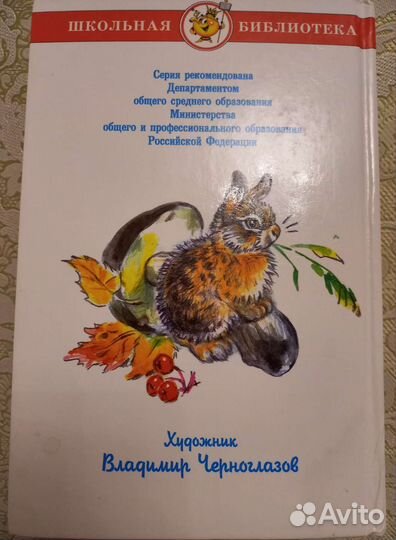 ШКОЛЬНАЯ БИБЛИОТЕКА
Серия рекомендована
Департаментом
общего среднего образования
Министерства
общего и профессионального образования
Российской Федерации
Художник
Владимир Черноглазов
Avito